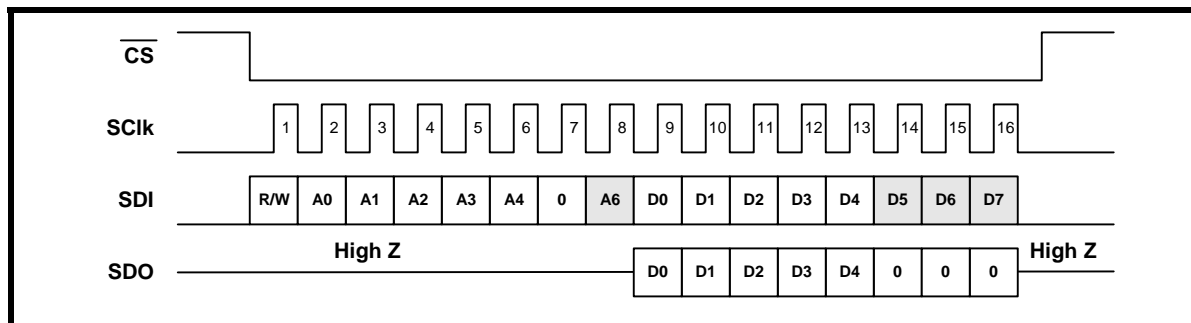 CS
SClk 1 2 3 4 5 6 7 8 9 10 11 12 13 14 15 16
SDI R/W A0 A1 A2 A3 A4 0 A6 D0 D1 D2 D3 D4 D5 D6 D7
High Z High Z
SDO D0 D1 D2 D3 D4 0 0 0